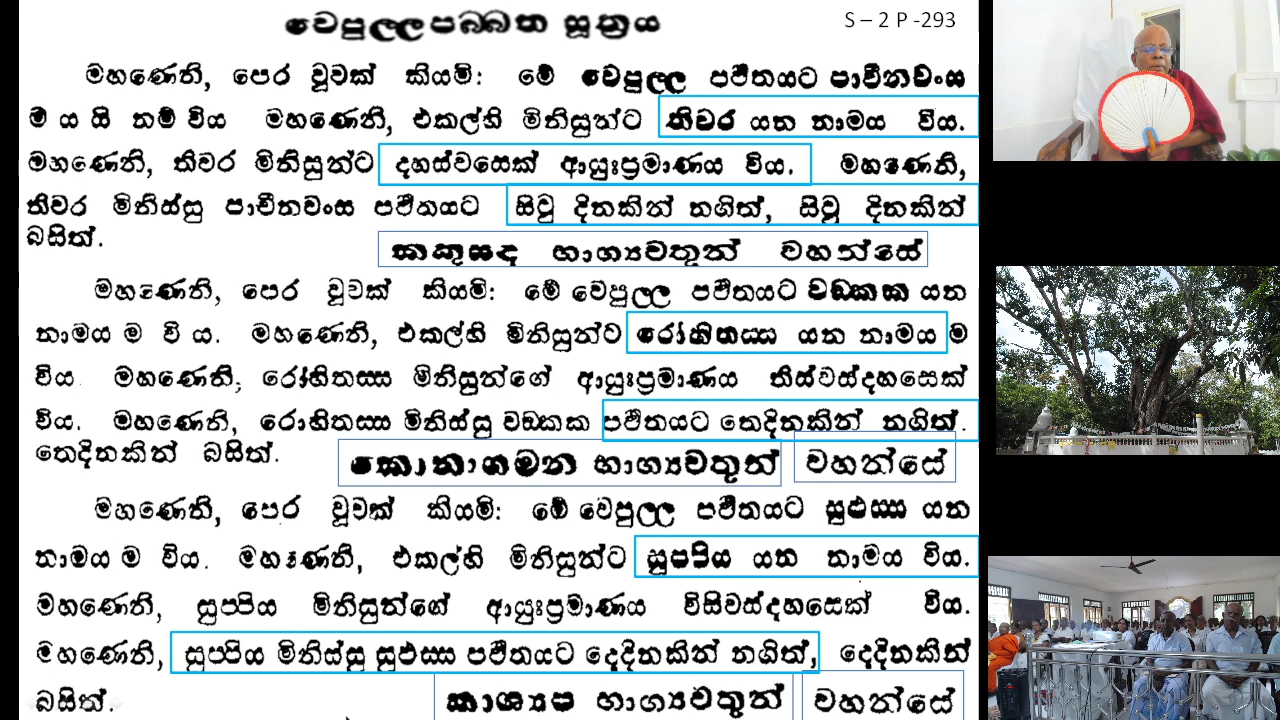 වෙපුල්ලපබ්බත සූත්‍රය
S – 2 P -293
මහණෙනි, පෙර වූවක් කියමි: මේ වෙපුල්ල පර්‍වතයට පාචීනවංස
ම ය යි නම් විය මහණෙනි, එකල්හි මිනිසුන්ට තිවර යන නාමය විය.
මහණෙනි, තිවර මිනිසුන්ට දහස්වසෙක් ආයුඃප්‍රමාණය විය. මහණෙනි,
තිවර මිනිස්සු පාචීනවංස පර්‍වතයට සිවු දිනකින් නගිත්, සිවු දිනකින්
බසිත්.
කකුසඳ භාග්‍යවතුන් වහන්සේ
මහණෙනි, පෙර වූවක් කියමි: මේ වෙපුල්ල පර්‍වතයට වඞ්කක යන
නාමය ම වි ය. මහණෙනි, එකල්හි මිනිසුන්ට රෝහිතස්ස යන නාමය ම
විය. මහණෙනි, රෝහිතස්ස මිනිසුන්ගේ ආයුඃප්‍රමාණය තිස්වස්දහසෙක්
විය. මහණෙනි, රොහිතස්ස මිනිස්සු වඞ්කක පර්‍වතයට තෙදිනකින් නගිත්.
තෙදිනකින් බසිත්.
කොනාගමන භාග්‍යවතුන් වහන්සේ
මහණෙනි, පෙර වූවක් කියමි: මේ වෙපුල්ල පර්‍වතයට සුඵස්ස යන
නාමය ම විය. මහණෙනි, එකල්හි මිනිසුන්ට සුප්පිය යන නාමය විය.
මහණෙනි, සුප්පිය මිනිසුන්ගේ ආයුඃප්‍රමාණය විසිවස්දහසෙක් විය.
මහණෙනි, සුප්පිය මිනිස්සු සුඵස්ස පර්‍වතයට දෙදිනකින් නගිත්, දෙදිනකින්
බසිත්.
කාශ්‍යප භාග්‍යවතුන් වහන්සේ